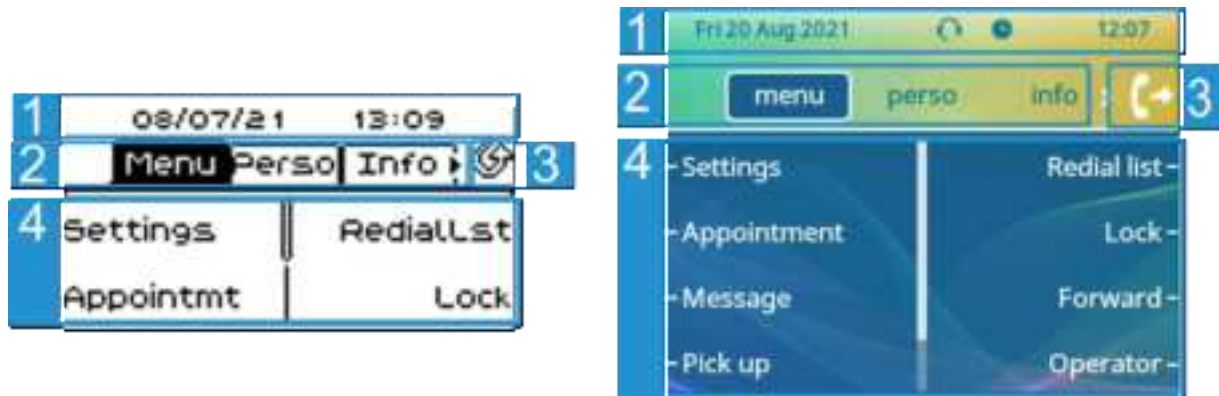 1 08/07/21 13:09
2 Menu Perso Info 3
4 Settings RedialLst
Appointmt Lock
1 Fri 20 Aug 2021 12:07
2 menu perso info 3
4 Settings Redial list
Appointment Lock
Message Forward
Pick up Operator